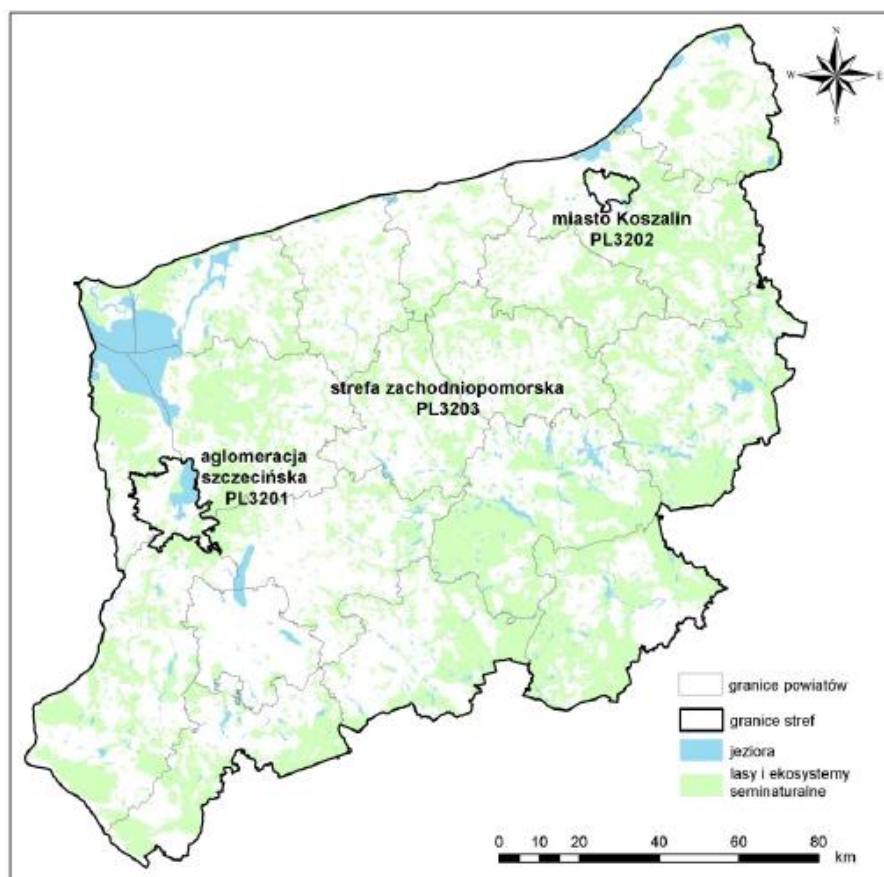 N
W E
S
miasto Koszalin
PL3202
strefa zachodniopomorska
PL3203
aglomeracja
szczecińska
PL3201
granice powiatów
granice stref
jeziora
lasy i ekosystemy
seminaturalne
0 10 20 40 60 80
km